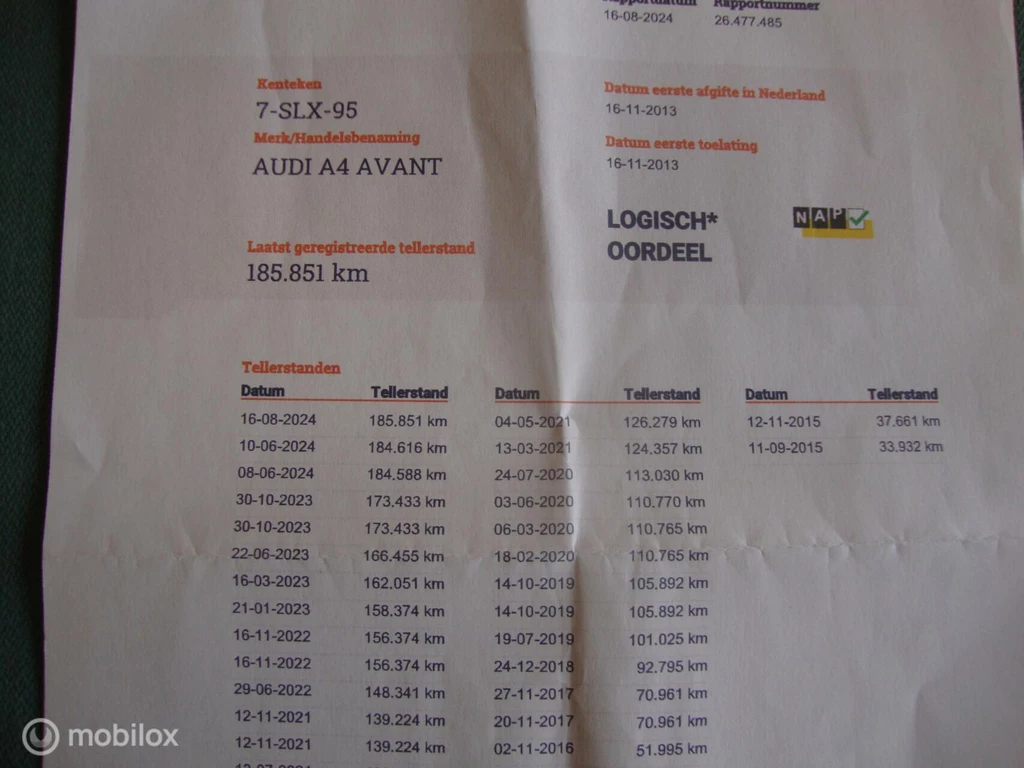 Rapportdatum Rapportnummer
16-08-2024 26.477.485
Kenteken
7-SLX-95
Merk/Handelsbenaming
AUDI A4 AVANT
Laatst geregistreerde tellerstand
185.851 km
Datum eerste afgifte in Nederland
16-11-2013
Datum eerste toelating
16-11-2013
LOGISCH*
OORDEEL
NAP
Tellerstanden
Datum Tellerstand Datum Tellerstand Datum Tellerstand
16-08-2024 185.851 km 04-05-2021 126.279 km 12-11-2015 37.661 km
10-06-2024 184.616 km 13-03-2021 124.357 km 11-09-2015 33.932 km
08-06-2024 184.588 km 24-07-2020 113.030 km
30-10-2023 173.433 km 03-06-2020 110.770 km
30-10-2023 173.433 km 06-03-2020 110.765 km
22-06-2023 166.455 km 18-02-2020 110.765 km
16-03-2023 162.051 km 14-10-2019 105.892 km
21-01-2023 158.374 km 14-10-2019 105.892 km
16-11-2022 156.374 km 19-07-2019 101.025 km
16-11-2022 156.374 km 24-12-2018 92.795 km
29-06-2022 148.341 km 27-11-2017 70.961 km
12-11-2021 139.224 km 20-11-2017 70.961 km
12-11-2021 139.224 km 02-11-2016 51.995 km
mobilox